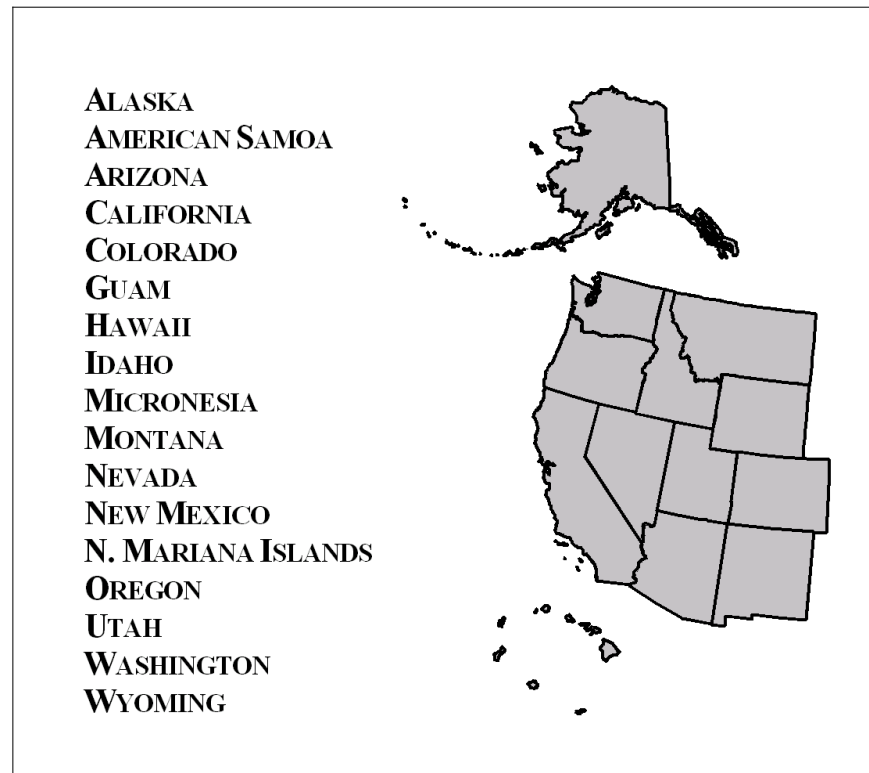 ALASKA
AMERICAN SAMOA
ARIZONA
CALIFORNIA
COLORADO
GUAM
HAWAII
IDAHO
MICRONESIA
MONTANA
NEVADA
NEW MEXICO
N. MARIANA ISLANDS
OREGON
UTAH
WASHINGTON
WYOMING